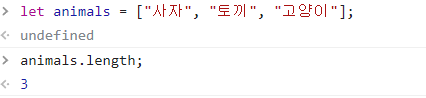 > let animals = ["사자", "토끼", "고양이"];
< undefined
> animals.length;
< 3